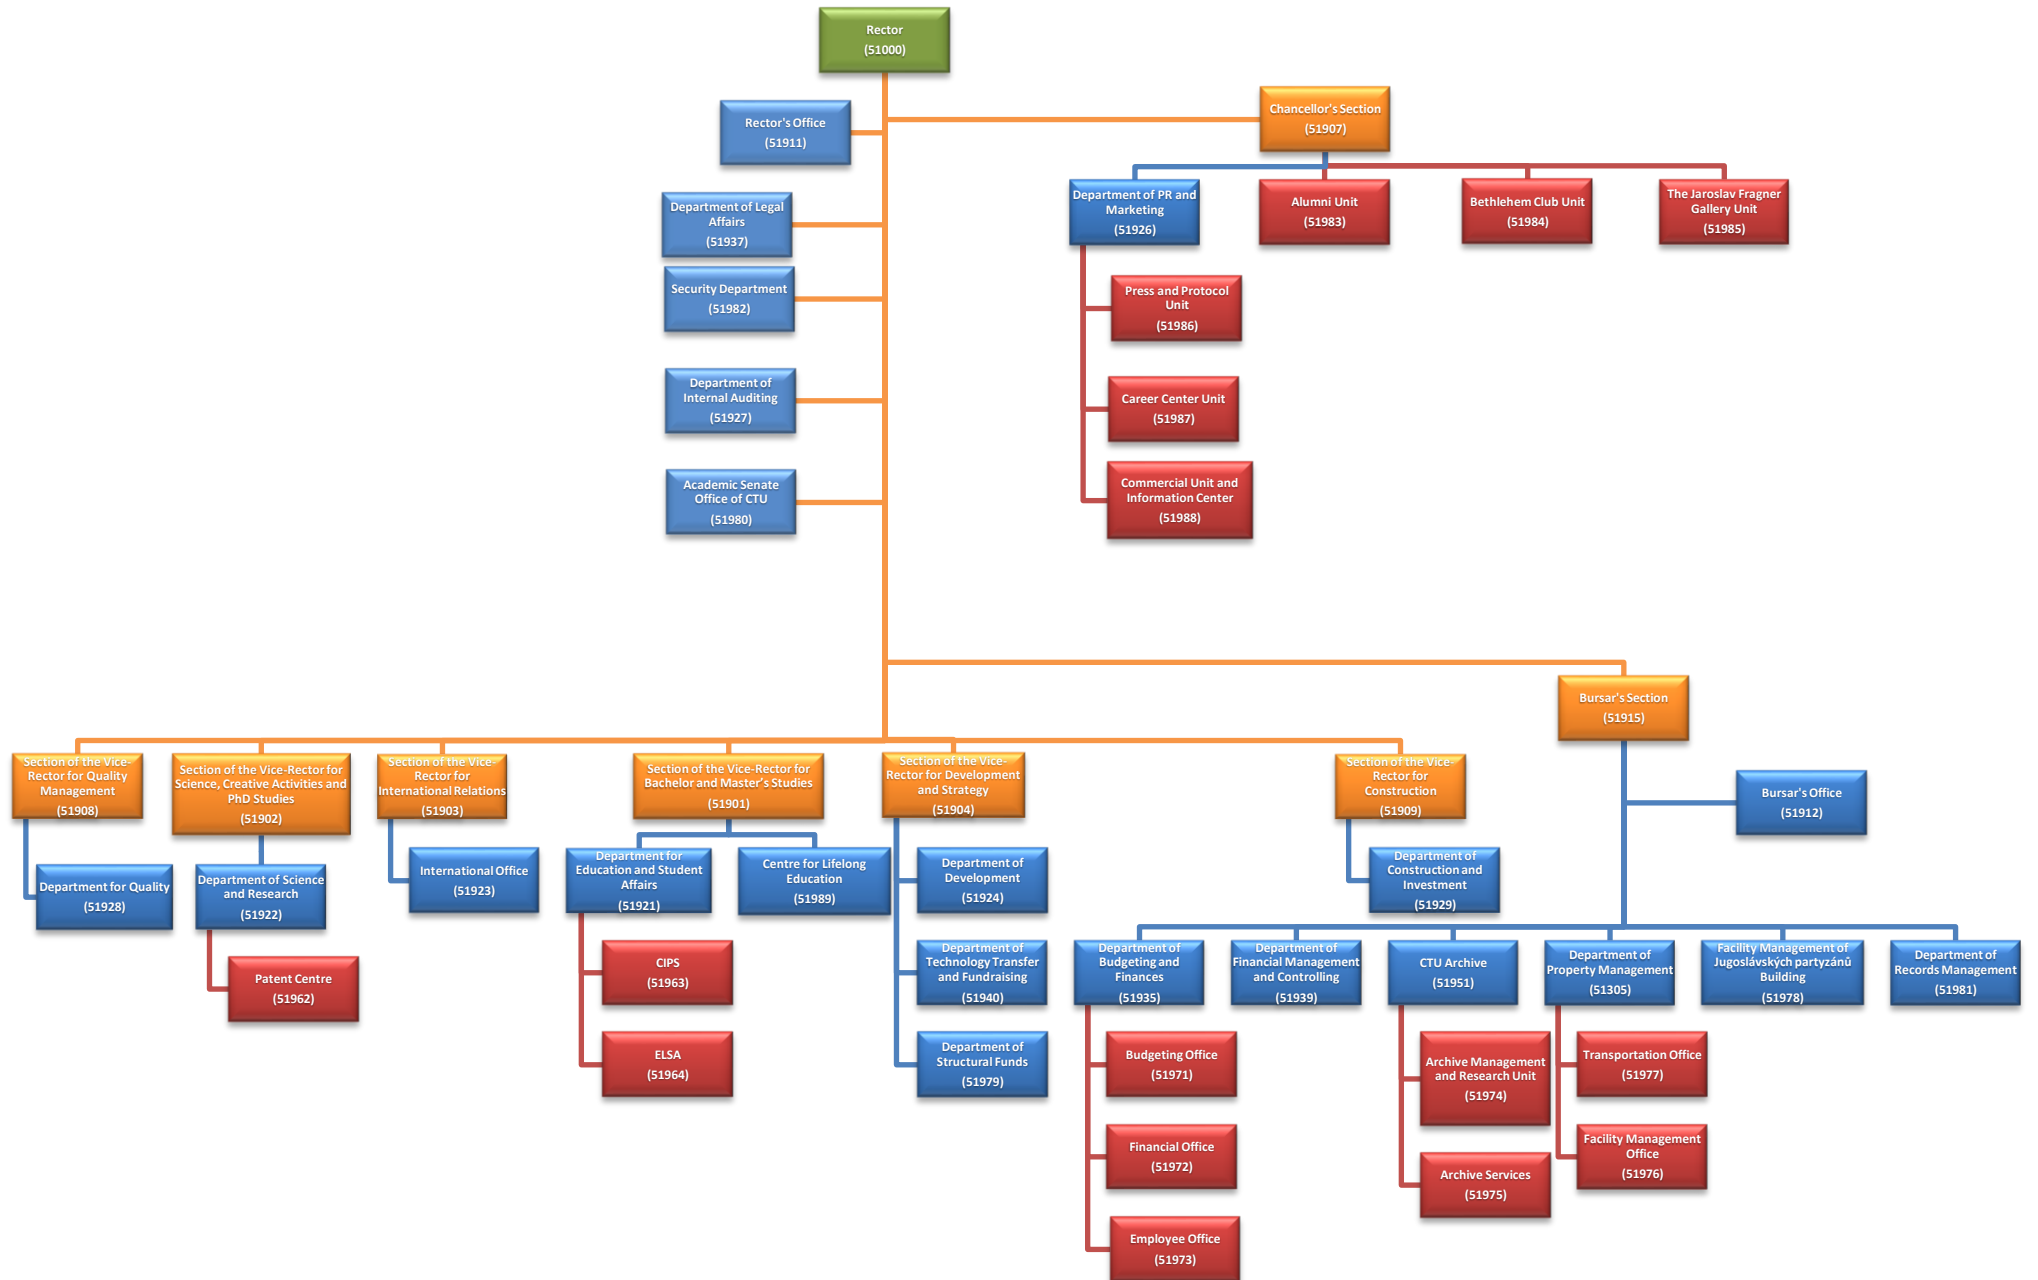 Rector
(51000)
Rector's Office
(51911)
Chancellor's Section
(51907)
Department of Legal
Affairs
(51937)
Department of PR and
Marketing
(51926)
Alumni Unit
(51983)
Bethlehem Club Unit
(51984)
The Jaroslav Fragner
Gallery Unit
(51985)
Security Department
(51982)
Press and Protocol
Unit
(51986)
Department of
Internal Auditing
(51927)
Career Center Unit
(51987)
Academic Senate
Office of CTU
(51980)
Commercial Unit and
Information Center
(51988)
Bursar's Section
(51915)
Section of the Vice-
Rector for Quality
Management
(51908)
Section of the Vice-Rector for
Science, Creative Activities and
PhD Studies
(51902)
Section of the Vice-
Rector for
International Relations
(51903)
Section of the Vice-Rector for
Bachelor and Master's Studies
(51901)
Section of the Vice-
Rector for Development
and Strategy
(51904)
Section of the Vice-
Rector for
Construction
(51909)
Bursar's Office
(51912)
Department for Quality
(51928)
Department of Science
and Research
(51922)
International Office
(51923)
Department for
Education and Student
Affairs
(51921)
Centre for Lifelong
Education
(51989)
Department of
Development
(51924)
Department of
Construction and
Investment
(51929)
Patent Centre
(51962)
CIPS
(51963)
Department of
Technology Transfer
and Fundraising
(51940)
Department of
Budgeting and
Finances
(51935)
Department of
Financial Management
and Controlling
(51939)
CTU Archive
(51951)
Department of
Property Management
(51305)
Facility Management of
Jugoslávských partyzánů
Building
(51978)
Department of
Records Management
(51981)
ELSA
(51964)
Department of
Structural Funds
(51979)
Budgeting Office
(51971)
Archive Management
and Research Unit
(51974)
Transportation Office
(51977)
Financial Office
(51972)
Archive Services
(51975)
Facility Management
Office
(51976)
Employee Office
(51973)